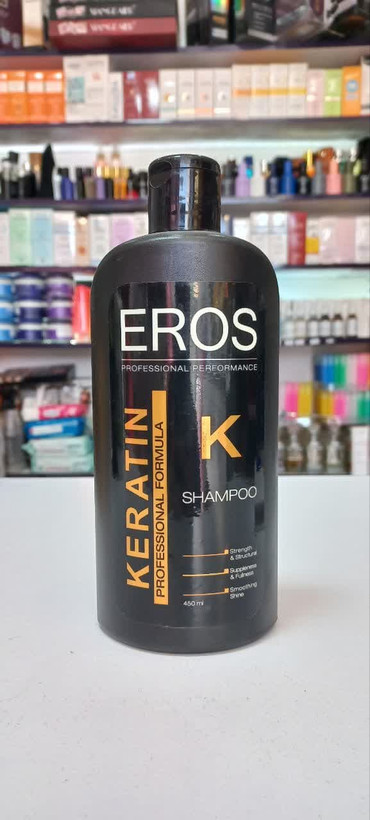 EROS
PROFESSIONAL PERFORMANCE
KERATIN
PROFESSIONAL FORMULA
K
SHAMPOO
Strength
& Structural
Suppleness
& Fullness
Smoothing
Shine
450 ml